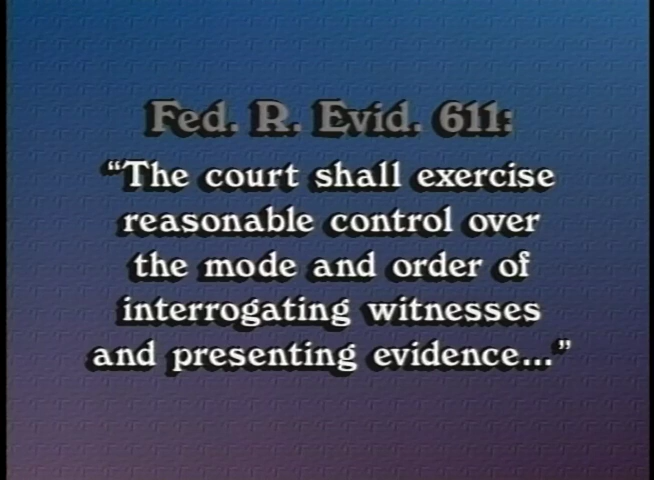 Fed. R. Evid. 611:
“The court shall exercise
reasonable control over
the mode and order of
interrogating witnesses
and presenting evidence...”